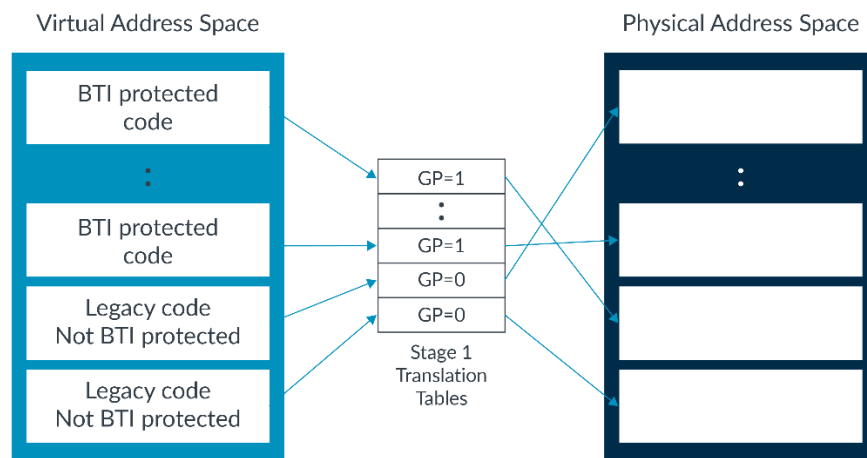 Virtual Address Space
Physical Address Space
BTI protected
code
:
BTI protected
code
Legacy code
Not BTI protected
Legacy code
Not BTI protected
GP=1
:
GP=1
GP=0
GP=0
Stage 1
Translation
Tables
: